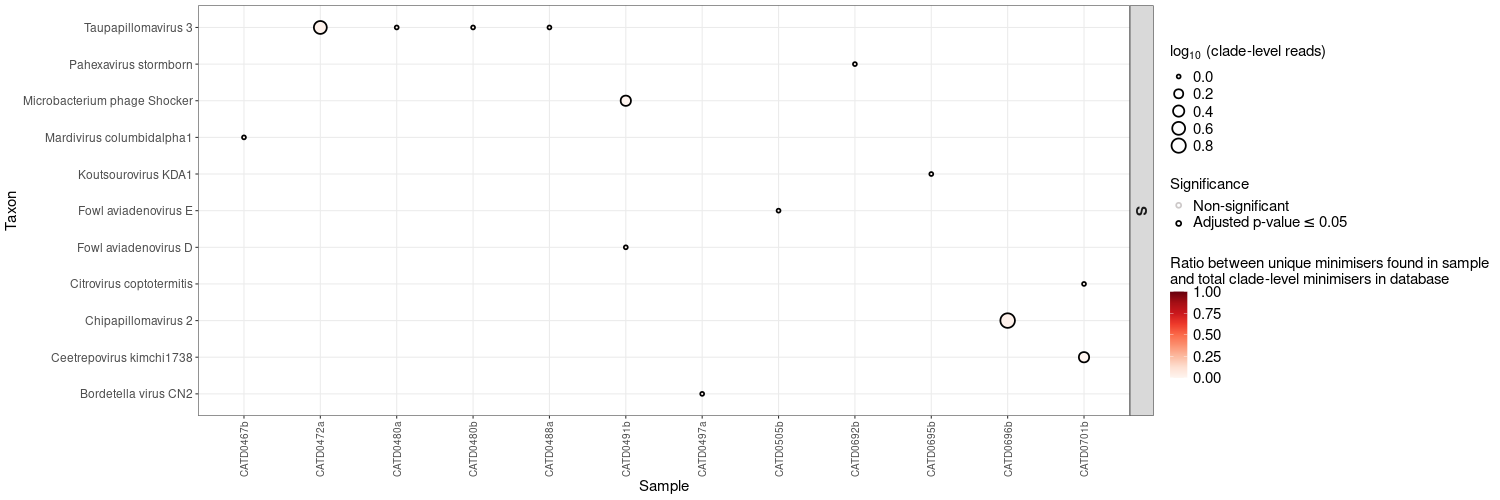 Taxon
Taupapillomavirus 3
Pahexavirus stormborn
Microbacterium phage Shocker
Mardivirus columbidalpha1
Koutsourovirus KDA1
Fowl aviadenovirus E
Fowl aviadenovirus D
Citrovirus coptotermitis
Chipapillomavirus 2
Ceetrepovirus kimchi1738
Bordetella virus CN2
S
CATD0467b
CATD0472a
CATD0480a
CATD0480b
CATD0488a
CATD0491b
CATD0497a
CATD0505b
CATD0692b
CATD0695b
CATD0696b
CATD0701b
Sample
log10 (clade-level reads)
0.0
0.2
0.4
0.6
0.8
Significance
Non-significant
Adjusted p-value ≤ 0.05
Ratio between unique minimisers found in sample
and total clade-level minimisers in database
1.00
0.75
0.50
0.25
0.00